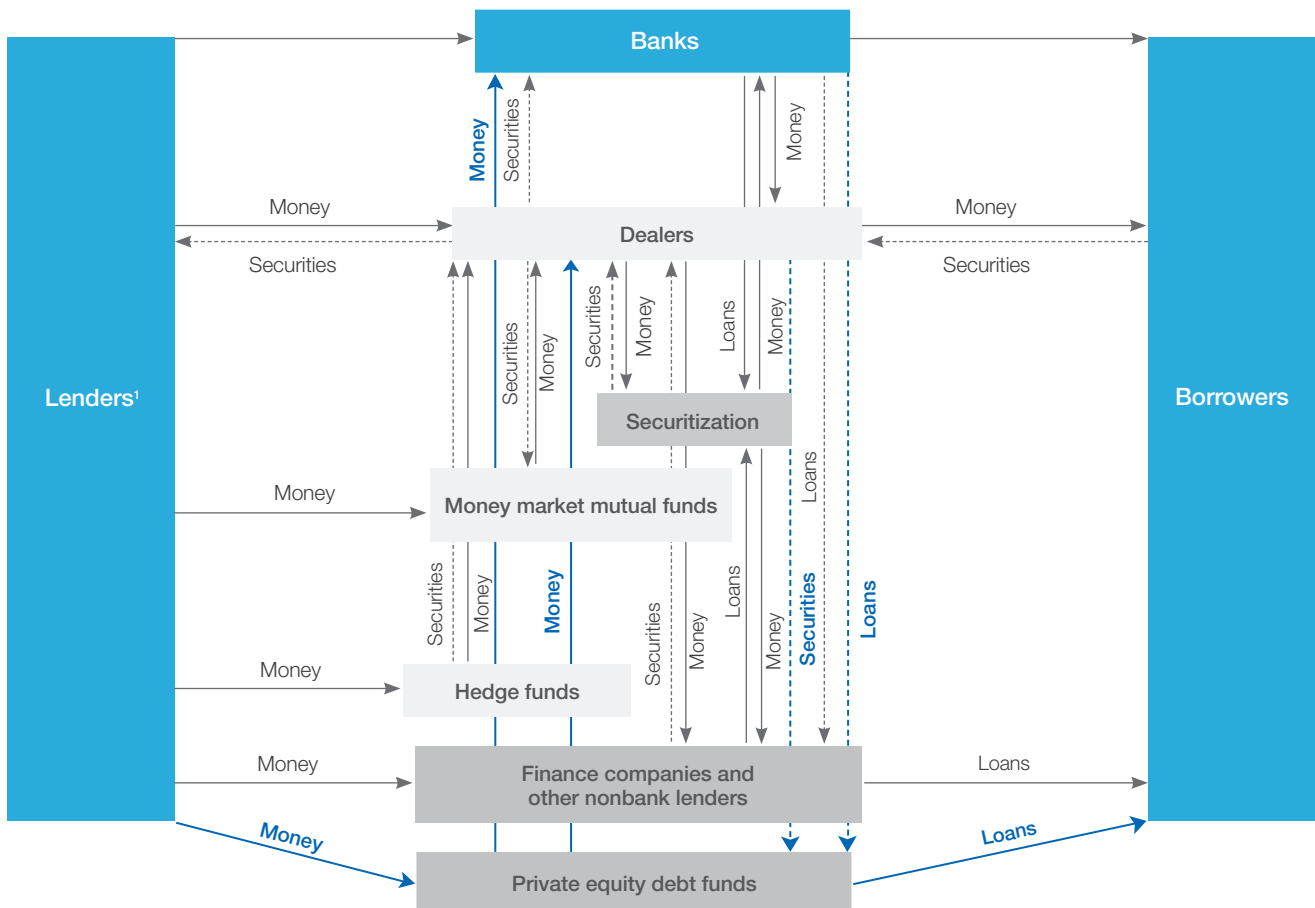 Banks
Money
Securities
Money
Money
Dealers
Money
Securities
Securities
Securities
Money
Securities
Money
Loans
Money
Lenders¹
Borrowers
Securitization
Loans
Money
Money market mutual funds
Securities
Money
Money
Securities
Money
Loans
Money
Securities
Loans
Money
Hedge funds
Money
Finance companies and
other nonbank lenders
Loans
Money
Loans
Private equity debt funds